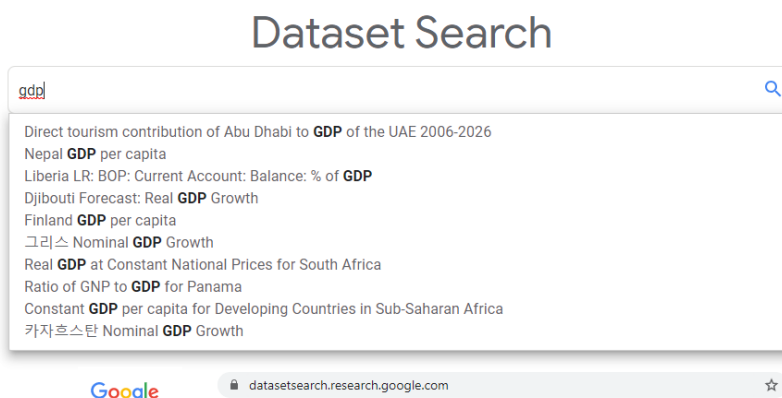 Dataset Search
gdp
Direct tourism contribution of Abu Dhabi to GDP of the UAE 2006-2026
Nepal GDP per capita
Liberia LR: BOP: Current Account: Balance: % of GDP
Djibouti Forecast: Real GDP Growth
Finland GDP per capita
그리스 Nominal GDP Growth
Real GDP at Constant National Prices for South Africa
Ratio of GNP to GDP for Panama
Constant GDP per capita for Developing Countries in Sub-Saharan Africa
카자흐스탄 Nominal GDP Growth
Google
datasetsearch.research.google.com